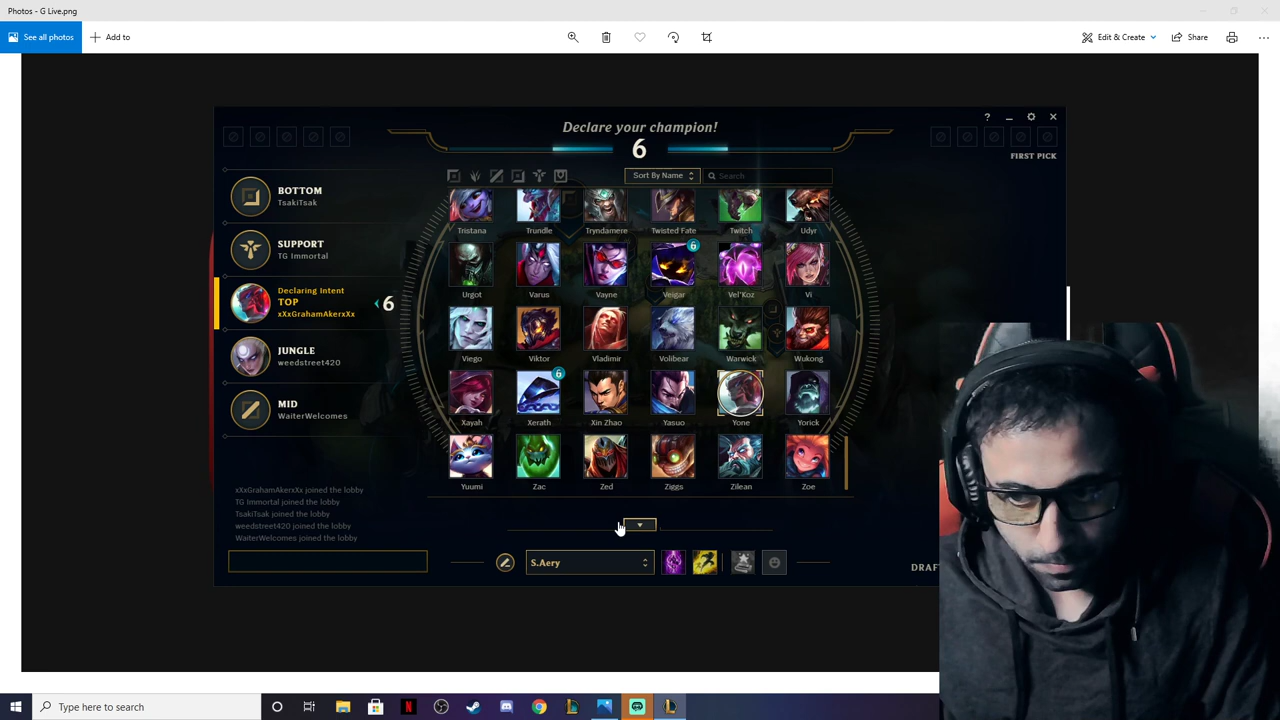 Photos - G Live.png
See all photos
Add to
Edit & Create
Share
Declare your champion!
6
FIRST PICK
Sort By Name
Search
BOTTOM
TsakiTsak
SUPPORT
TG Immortal
Declaring Intent
TOP
xXxGrahamAkerxXx
6
JUNGLE
weedstreet420
MID
WaiterWelcomes
Tristana Trundle Tryndamere Twisted Fate Twitch Udyr
6
Urgot Varus Vayne Veigar Vel'Koz Vi
Viego Viktor Vladimir Volibear Warwick Wukong
6
Xayah Xerath Xin Zhao Yasuo Yone Yorick
Yuumi Zac Zed Ziggs Zilean Zoe
xXxGrahamAkerxXx joined the lobby
TG Immortal joined the lobby
TsakiTsak joined the lobby
weedstreet420 joined the lobby
WaiterWelcomes joined the lobby
S.Aery
DRAF
Type here to search